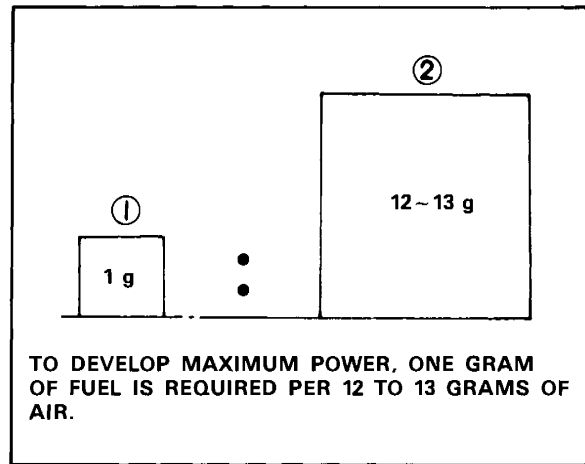 ②
12~13 g
①
1 g
:
TO DEVELOP MAXIMUM POWER, ONE GRAM
OF FUEL IS REQUIRED PER 12 TO 13 GRAMS OF
AIR.